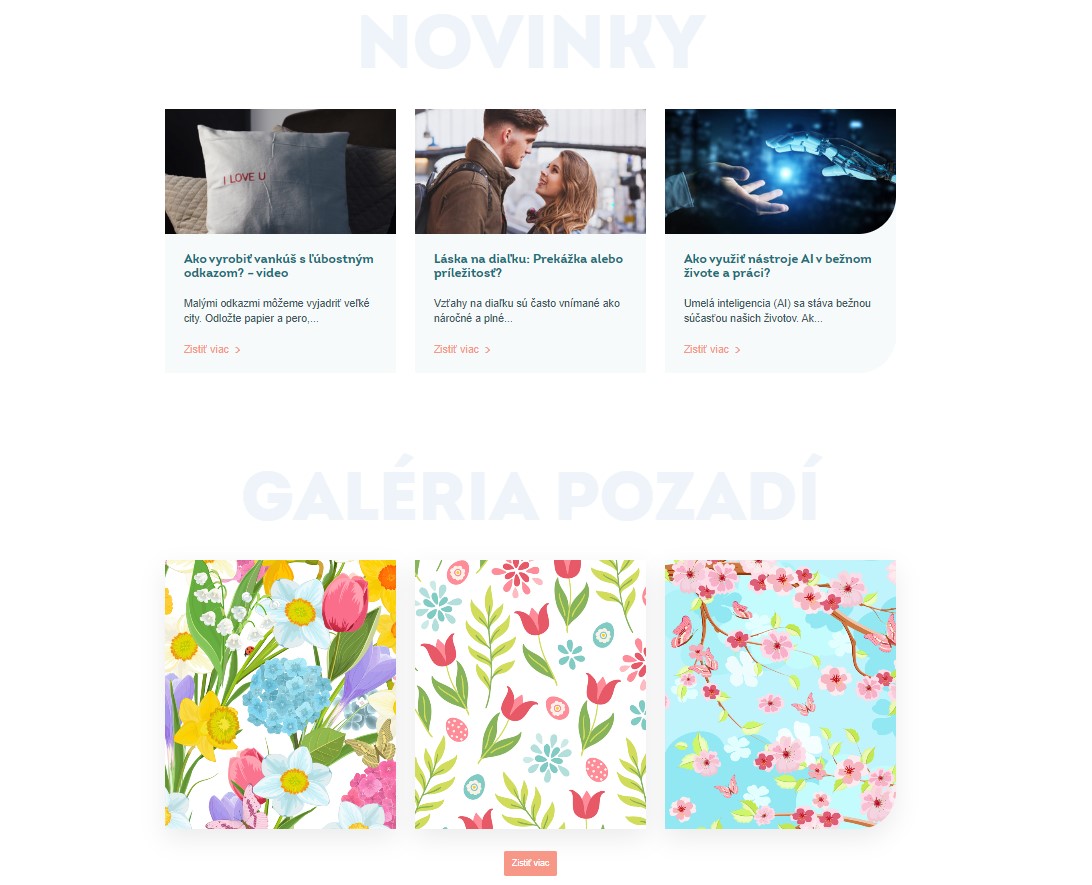 NOVINKY
I LOVE U
Ako vyrobiť vankúš s ľúbostným
odkazom? – video
Malými odkazmi môžeme vyjadriť veľké
city. Odložte papier a pero,...
Zistiť viac
Láska na diaľku: Prekážka alebo
príležitosť?
Vzťahy na diaľku sú často vnímané ako
náročné a plné...
Zistiť viac
Ako využiť nástroje AI v bežnom
živote a práci?
Umelá inteligencia (AI) sa stáva bežnou
súčasťou našich životov. Ak...
Zistiť viac
GALÉRIA POZADÍ
Zistiť viac